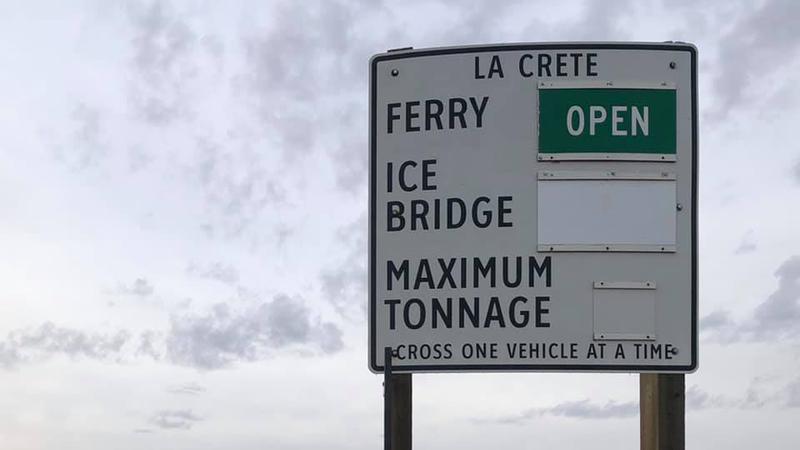 LA CRETE
FERRY OPEN
ICE
BRIDGE
MAXIMUM
TONNAGE
CROSS ONE VEHICLE AT A TIME